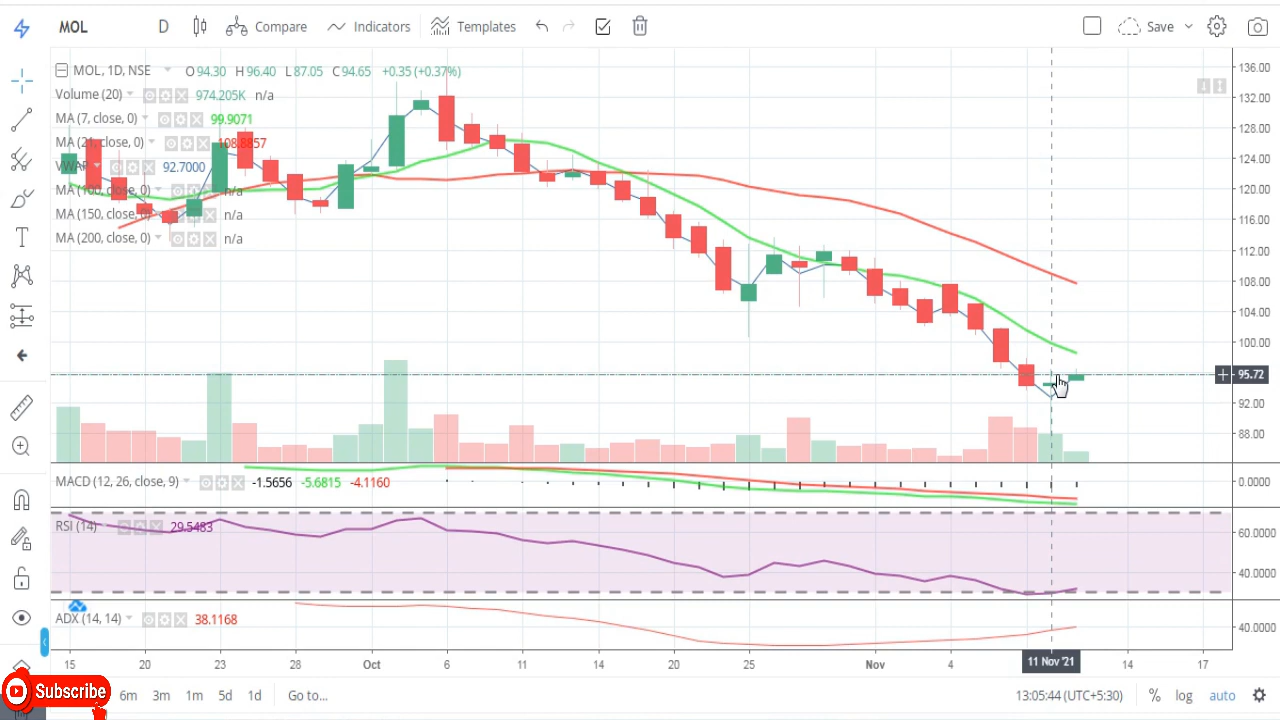 MOL D Compare Indicators Templates Save
MOL, 1D, NSE O94.30 H96.40 L87.05 C94.65 +0.35 (+0.37%)
Volume (20) 974.205K n/a
MA (7, close, 0) 99.9071
MA (21, close, 0) 108.8857
VWAP 92.7000
MA (100, close, 0) n/a
MA (150, close, 0) n/a
MA (200, close, 0) n/a
136.00
132.00
128.00
124.00
120.00
116.00
112.00
108.00
104.00
100.00
95.72
92.00
88.00
MACD (12, 26, close, 9) -1.5656 -5.6815 -4.1160
0.0000
RSI (14) 29.5483
60.0000
40.0000
ADX (14, 14) 38.1168
40.0000
15 20 23 28 Oct 6 11 14 20 25 Nov 4 11 Nov '21 14 17
Subscribe 6m 3m 1m 5d 1d Go to... 13:05:44 (UTC+5:30) % log auto